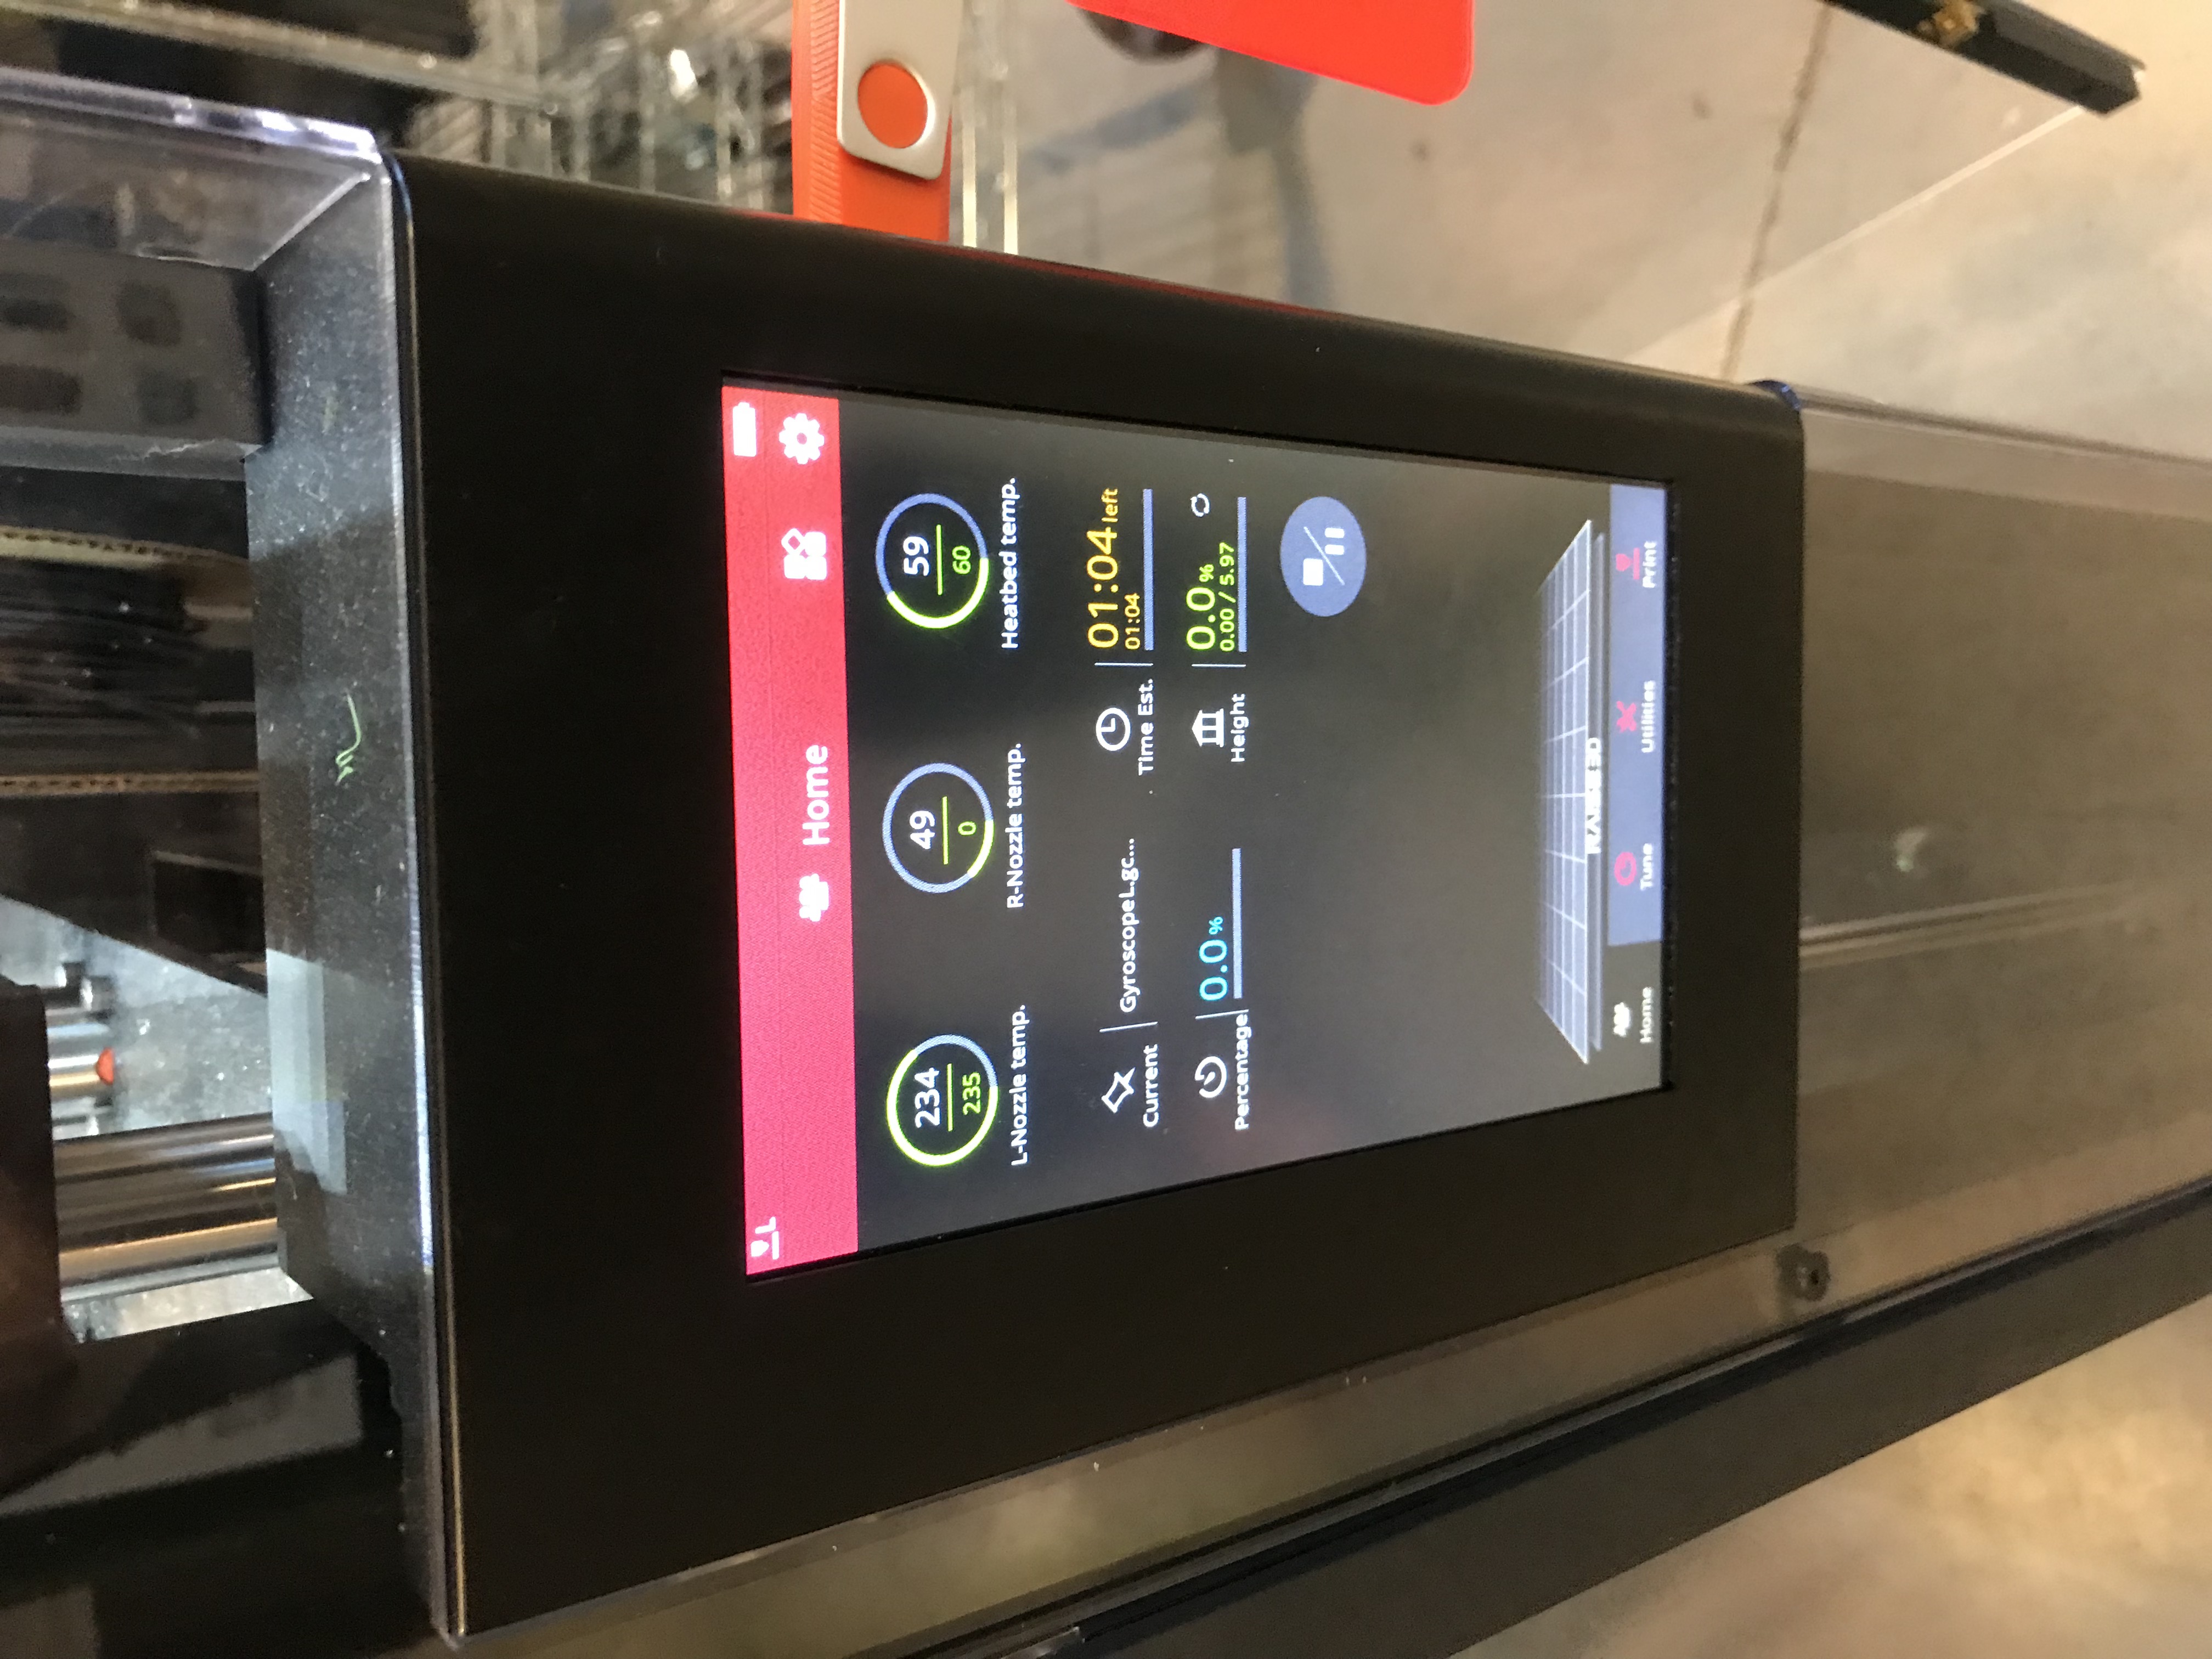 L
Home
234
235
L-Nozzle temp.
49
0
R-Nozzle temp.
59
60
Heatbed temp.
Current
GyroscopeL.gc...
Time Est.
01:04 left
01:04
Percentage
0.0 %
Height
0.0 %
0.00 / 5.97
RAISE3D
Home
Tune
Utilities
Print